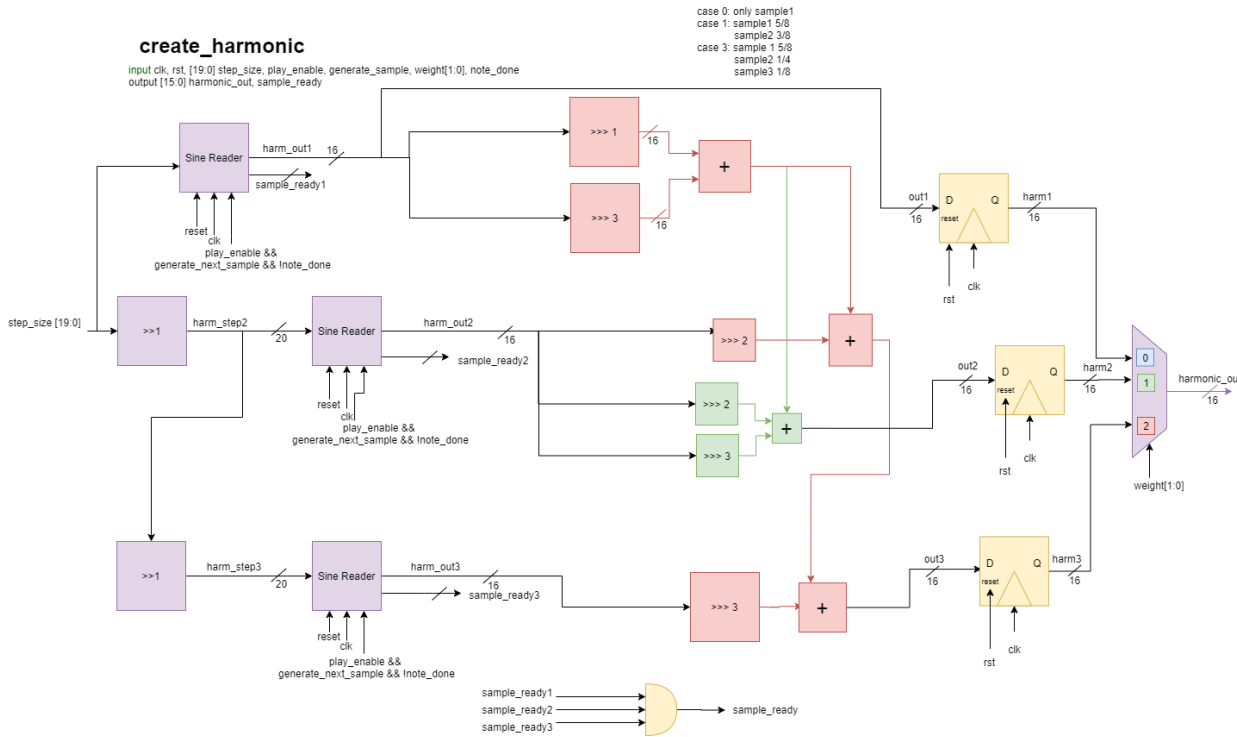 case 0: only sample1
case 1: sample1 5/8
sample2 3/8
case 3: sample 1 5/8
sample2 1/4
sample3 1/8
create_harmonic
input clk, rst, [19:0] step_size, play_enable, generate_sample, weight[1:0], note_done
output [15:0] harmonic_out, sample_ready
Sine Reader
harm_out1
16
sample_ready1
reset
clk
play_enable &&
generate_next_sample && !note_done
>>> 1
16
>>> 3
16
+
out1
16
D
Q
reset
rst
clk
harm1
16
step_size [19:0]
>>1
harm_step2
20
Sine Reader
harm_out2
16
sample_ready2
reset
clk
play_enable &&
generate_next_sample && !note_done
>>> 2
+
>>> 2
>>> 3
+
out2
16
D
Q
reset
rst
clk
harm2
16
0
1
2
harmonic_ou
16
weight[1:0]
>>1
harm_step3
20
Sine Reader
harm_out3
16
sample_ready3
reset
clk
play_enable &&
generate_next_sample && !note_done
>>> 3
+
out3
16
D
Q
reset
rst
clk
harm3
16
sample_ready1
sample_ready2
sample_ready3
sample_ready